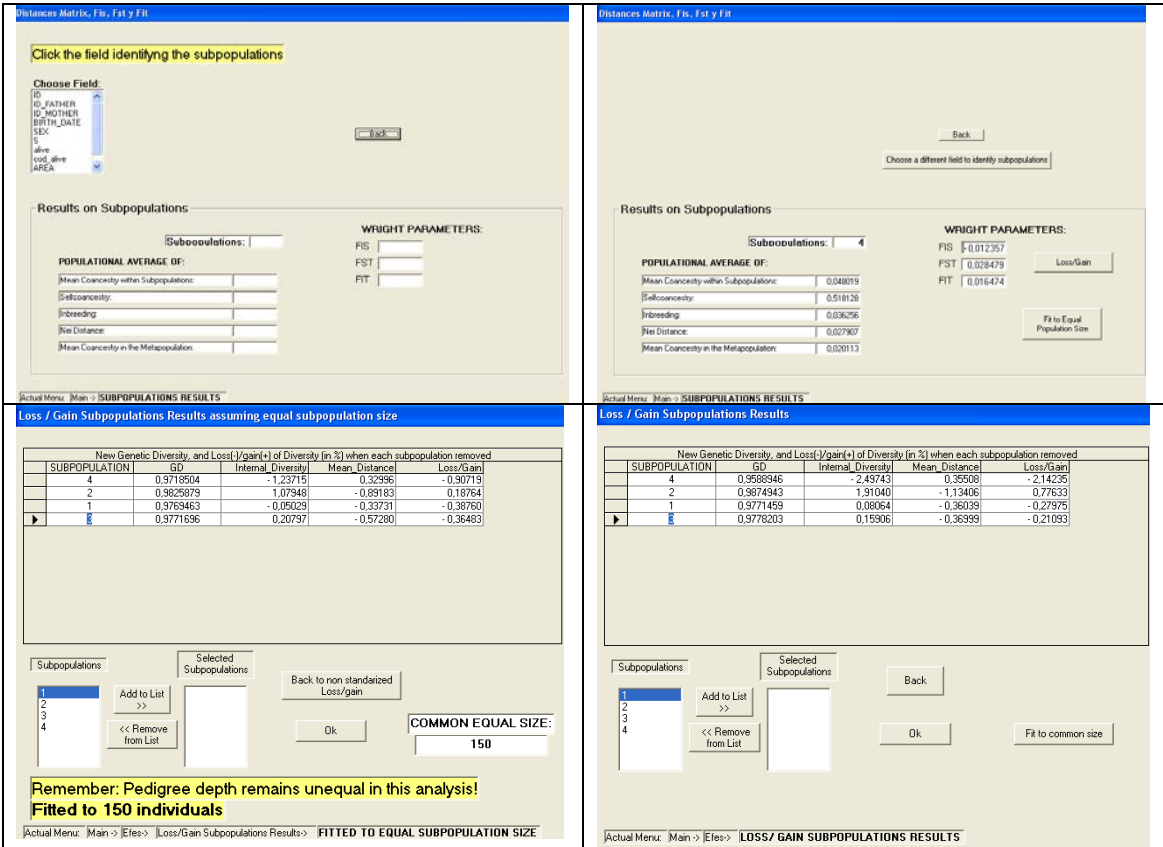 Distances Matrix, Fis, Fst y Fit
Click the field identifyng the subpopulations
Choose Field:
ID
ID_FATHER
ID_MOTHER
BIRTH_DATE
SEX
S
alive
cod_alive
AREA
Back
Results on Subpopulations
Subpopulations:
POPULATIONAL AVERAGE OF:
Mean Coancestry within Subpopulations:
Selfcoancestry:
Inbreeding:
Nei Distance:
Mean Coancestry in the Metapopulation:
WRIGHT PARAMETERS:
FIS
FST
FIT
Actual Menu: Main -> SUBPOPULATIONS RESULTS
Distances Matrix, Fis, Fst y Fit
Back
Choose a different field to identify subpopulations
Results on Subpopulations
Subpopulations: 4
POPULATIONAL AVERAGE OF:
Mean Coancestry within Subpopulations: 0,048019
Selfcoancestry: 0,518128
Inbreeding: 0,036256
Nei Distance: 0,027907
Mean Coancestry in the Metapopulation: 0,020113
WRIGHT PARAMETERS:
FIS -0,012357
FST 0,028479
FIT 0,016474
Loss/Gain
Fit to Equal
Population Size
Actual Menu: Main -> SUBPOPULATIONS RESULTS
Loss / Gain Subpopulations Results assuming equal subpopulation size
New Genetic Diversity, and Loss(-)/gain(+) of Diversity (in %) when each subpopulation removed
SUBPOPULATION GD Internal_Diversity Mean_Distance Loss/Gain
4 0,9718504 - 1,23715 0,32996 - 0,90719
2 0,9825879 1,07948 - 0,89183 0,18764
1 0,9769463 - 0,05029 - 0,33731 - 0,38760
3 0,9771696 0,20797 - 0,57280 - 0,36483
Subpopulations
1
2
3
4
Add to List
>>
<< Remove
from List
Selected
Subpopulations
Back to non standarized
Loss/gain
Ok
COMMON EQUAL SIZE:
150
Remember: Pedigree depth remains unequal in this analysis!
Fitted to 150 individuals
Actual Menu: Main -> Efes-> Loss/Gain Subpopulations Results-> FITTED TO EQUAL SUBPOPULATION SIZE
Loss / Gain Subpopulations Results
New Genetic Diversity, and Loss(-)/gain(+) of Diversity (in %) when each subpopulation removed
SUBPOPULATION GD Internal_Diversity Mean_Distance Loss/Gain
4 0,9588946 - 2,49743 0,35508 - 2,14235
2 0,9874943 1,91040 - 1,13406 0,77633
1 0,9771459 0,08064 - 0,36039 - 0,27975
3 0,9778203 0,15906 - 0,36999 - 0,21093
Subpopulations
1
2
3
4
Add to List
>>
<< Remove
from List
Selected
Subpopulations
Back
Ok
Fit to common size
Actual Menu: Main -> Efes-> LOSS/ GAIN SUBPOPULATIONS RESULTS